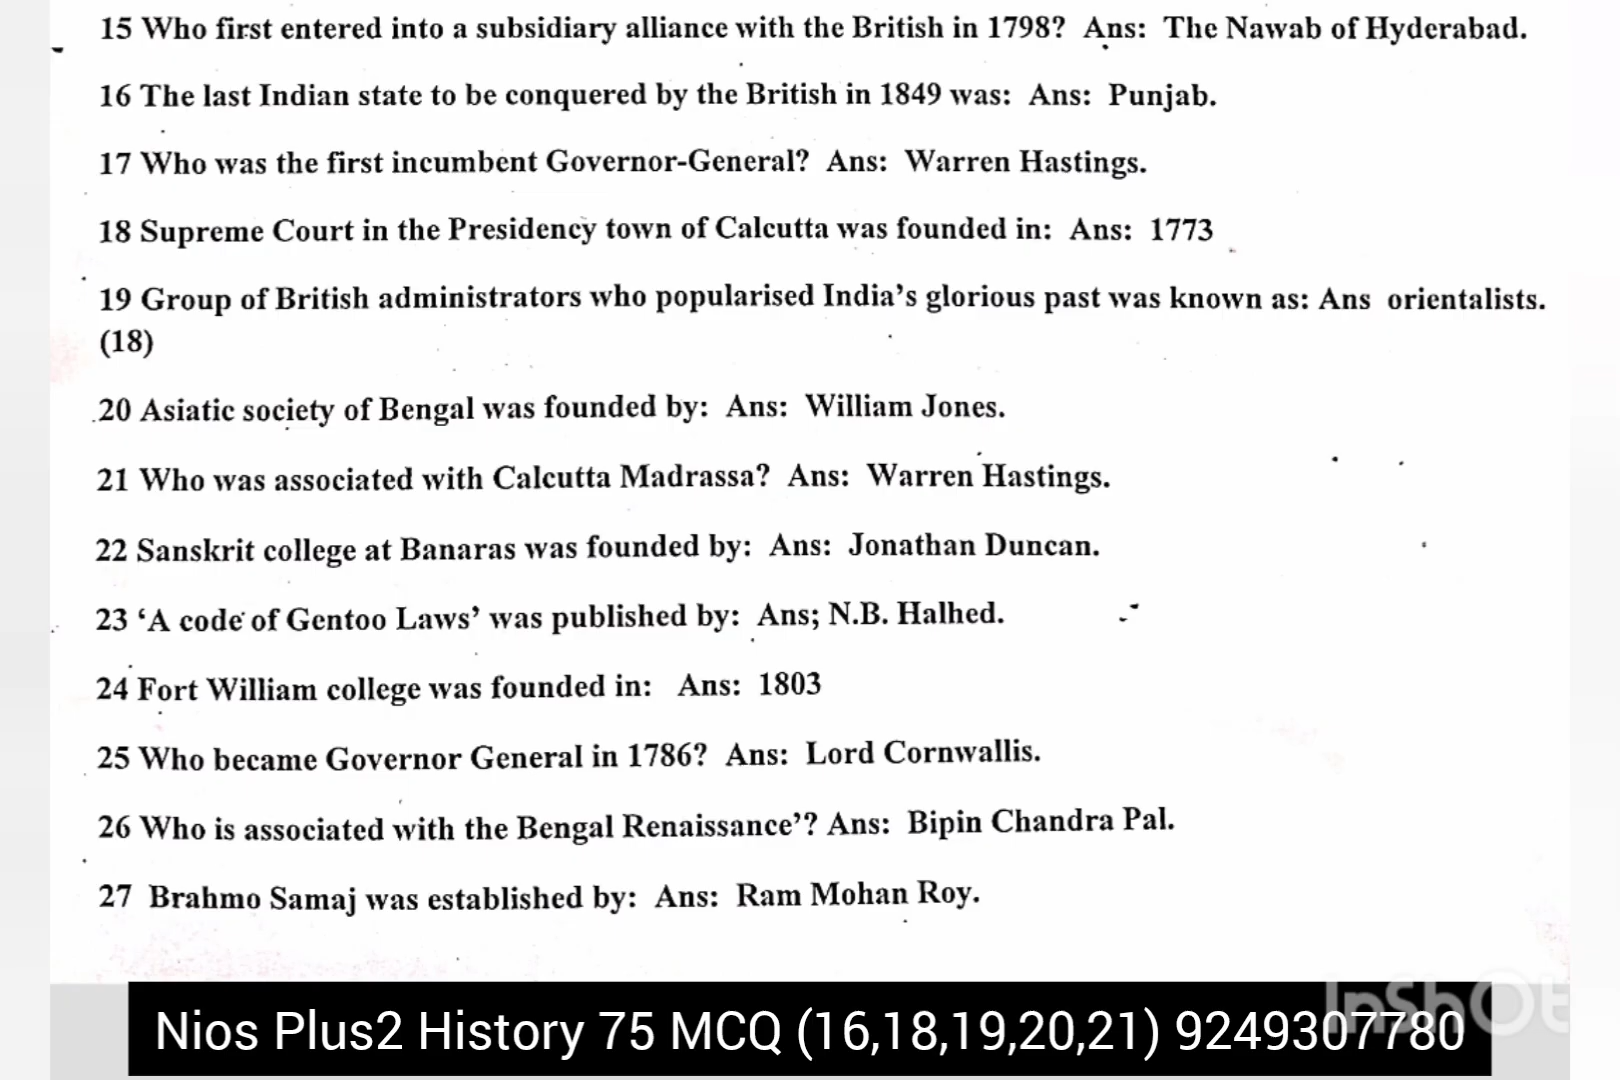 15 Who first entered into a subsidiary alliance with the British in 1798? Ans: The Nawab of Hyderabad.
16 The last Indian state to be conquered by the British in 1849 was: Ans: Punjab.
17 Who was the first incumbent Governor-General? Ans: Warren Hastings.
18 Supreme Court in the Presidency town of Calcutta was founded in: Ans: 1773
19 Group of British administrators who popularised India's glorious past was known as: Ans orientalists.
(18)
20 Asiatic society of Bengal was founded by: Ans: William Jones.
21 Who was associated with Calcutta Madrassa? Ans: Warren Hastings.
22 Sanskrit college at Banaras was founded by: Ans: Jonathan Duncan.
23 'A code of Gentoo Laws' was published by: Ans; N.B. Halhed.
24 Fort William college was founded in: Ans: 1803
25 Who became Governor General in 1786? Ans: Lord Cornwallis.
26 Who is associated with the Bengal Renaissance'? Ans: Bipin Chandra Pal.
27 Brahmo Samaj was established by: Ans: Ram Mohan Roy.
InShOt
Nios Plus2 History 75 MCQ (16,18,19,20,21) 9249307780